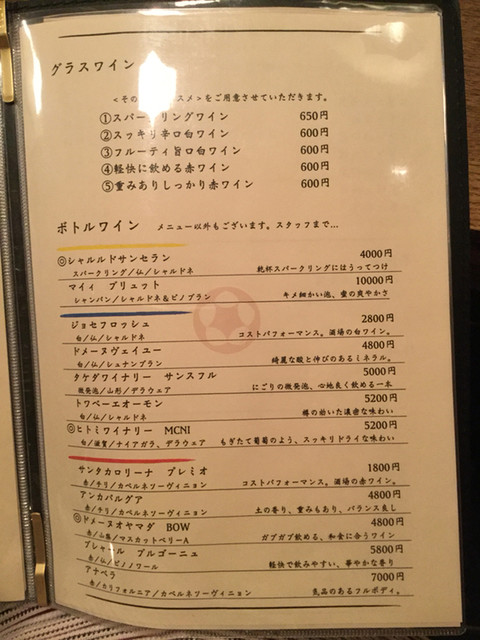 グラスワイン
<その スメ>をご用意させていただきます。
①スパークリングワイン 650円
②スッキリ辛口白ワイン 600円
③フルーティ旨口白ワイン 600円
④軽快に飲める赤ワイン 600円
⑤重みありしっかり赤ワイン 600円
ボトルワイン メニュー以外もございます。スタッフまで...
◎シャルルドサンセラン 4000円
スパークリング/仏/シャルドネ 乾杯スパークリングにはうってつけ
マイィ ブリュット 10000円
シャンパン/シャルドネ&ピノブラン キメ細かい泡、蜜の爽やかさ
ジョセフロッシュ 2800円
白/仏/シャルドネ コストパフォーマンス。酒場の白ワイン。
ドメーヌヴェイユー 4800円
白/仏/シュナンブラン 綺麗な酸と伸びのあるミネラル。
タケダワイナリー サンスフル 5000円
微発泡/山形/デラウェア にごりの微発泡、心地良く飲める一本
トワベーエオーモン 5200円
白/仏/シャルドネ 樽の効いた濃密な味わい
◎ヒトミワイナリー MCNI 5200円
白/滋賀/ナイアガラ、デラウェア もぎたて葡萄のよう、スッキリドライな味わい
サンタカロリーナ プレミオ 1800円
赤/チリ/カベルネソーヴィニョン コストパフォーマンス。酒場の赤ワイン。
アンカパルグア 4800円
赤/チリ/カベルネソーヴィニョン 土の香り、重みもあり、バランス良し
◎ドメーヌオヤマダ BOW 4800円
赤/山梨/マスカットベリーA ガブガブ飲める、和食に合うワイン
ブシャール ブルゴーニュ 5800円
赤/仏/ピノノワール 軽快で飲みやすい、華やかな香り
アナベラ 7000円
赤/カリフォルニア/カベルネソーヴィニョン 気品のあるフルボディ。